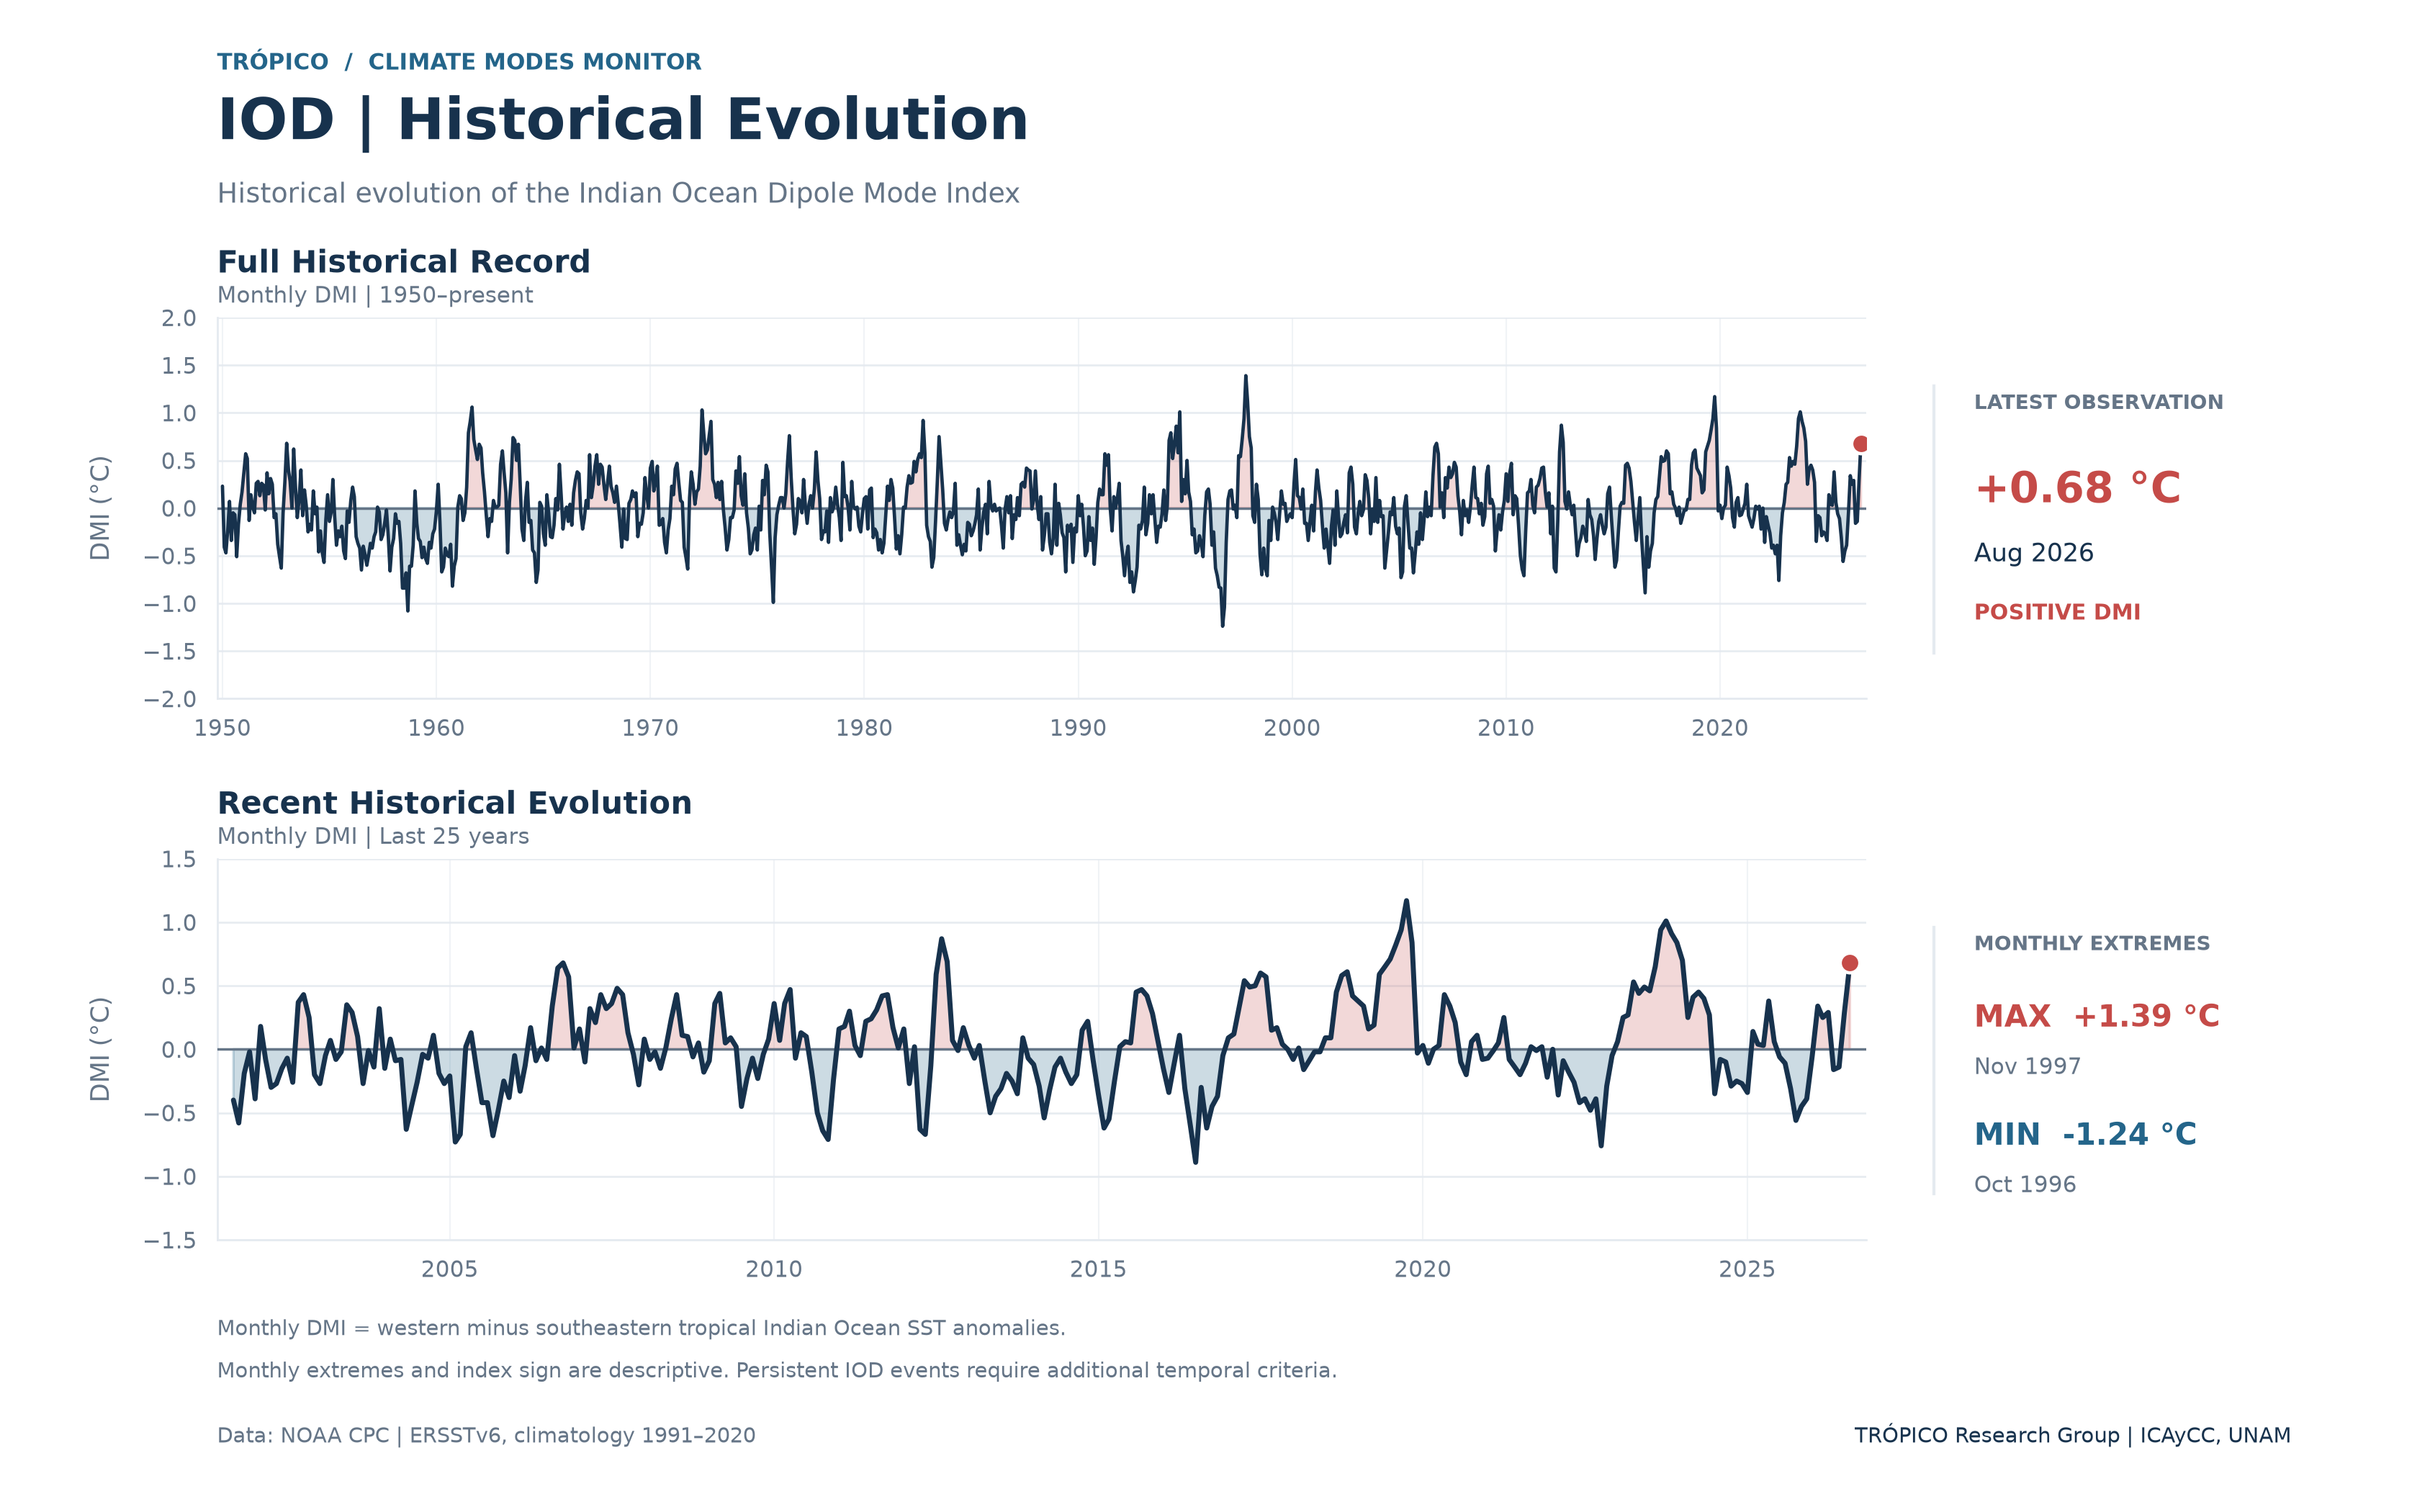 TRÓPICO / CLIMATE MODES MONITOR
IOD | Historical Evolution
Historical evolution of the Indian Ocean Dipole Mode Index
Full Historical Record
Monthly DMI | 1950–present
DMI (°C)
2.0
1.5
1.0
0.5
0.0
−0.5
−1.0
−1.5
−2.0
1950 1960 1970 1980 1990 2000 2010 2020
LATEST OBSERVATION
+0.68 °C
Aug 2026
POSITIVE DMI
Recent Historical Evolution
Monthly DMI | Last 25 years
DMI (°C)
1.5
1.0
0.5
0.0
−0.5
−1.0
−1.5
2005 2010 2015 2020 2025
MONTHLY EXTREMES
MAX +1.39 °C
Nov 1997
MIN -1.24 °C
Oct 1996
Monthly DMI = western minus southeastern tropical Indian Ocean SST anomalies.
Monthly extremes and index sign are descriptive. Persistent IOD events require additional temporal criteria.
Data: NOAA CPC | ERSSTv6, climatology 1991–2020
TRÓPICO Research Group | ICAyCC, UNAM